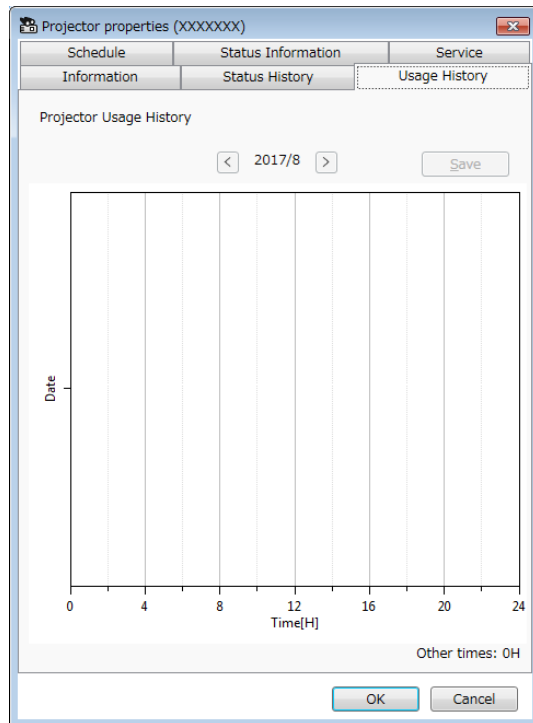 Projector properties (XXXXXXX)
Schedule Status Information Service
Information Status History Usage History
Projector Usage History
< 2017/8 > Save
Date
0 4 8 12 16 20 24
Time[H]
Other times: 0H
OK Cancel